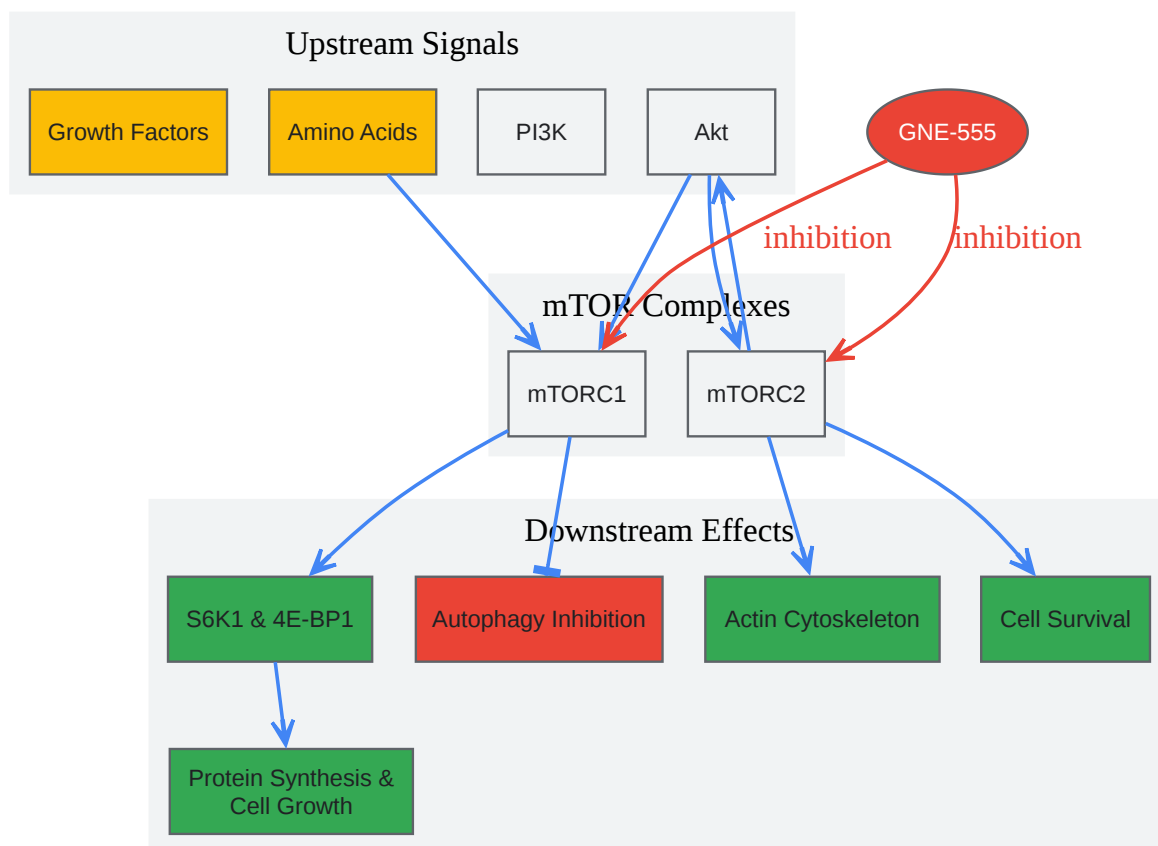 Upstream Signals
Growth Factors
Amino Acids
PI3K
Akt
GNE-555
inhibition
inhibition
mTOR Complexes
mTORC1
mTORC2
Downstream Effects
S6K1 & 4E-BP1
Autophagy Inhibition
Actin Cytoskeleton
Cell Survival
Protein Synthesis &
Cell Growth